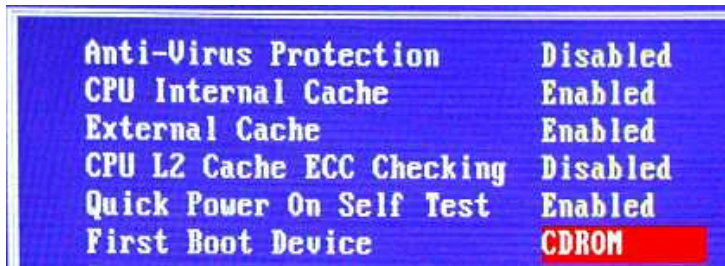 Anti-Virus Protection Disabled
CPU Internal Cache Enabled
External Cache Enabled
CPU L2 Cache ECC Checking Disabled
Quick Power On Self Test Enabled
First Boot Device CDROM